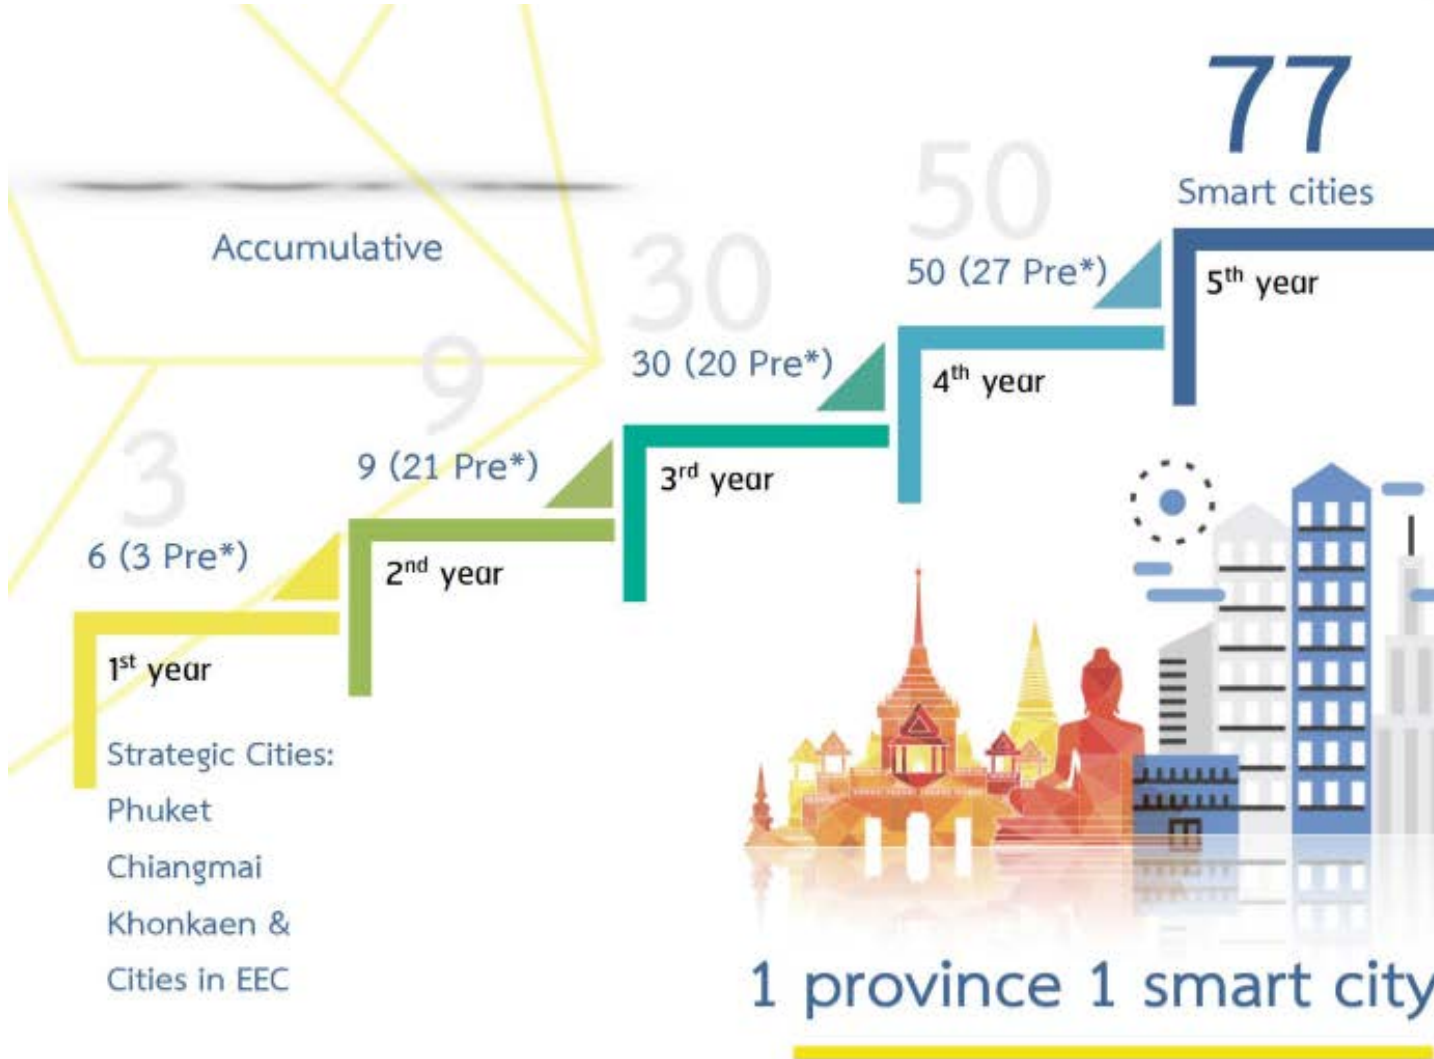 77
Smart cities
50
Accumulative
50 (27 Pre*)
5th year
30
30 (20 Pre*)
4th year
9
9 (21 Pre*)
3rd year
3
6 (3 Pre*)
2nd year
1st year
Strategic Cities:
Phuket
Chiangmai
Khonkaen &
Cities in EEC
1 province 1 smart city